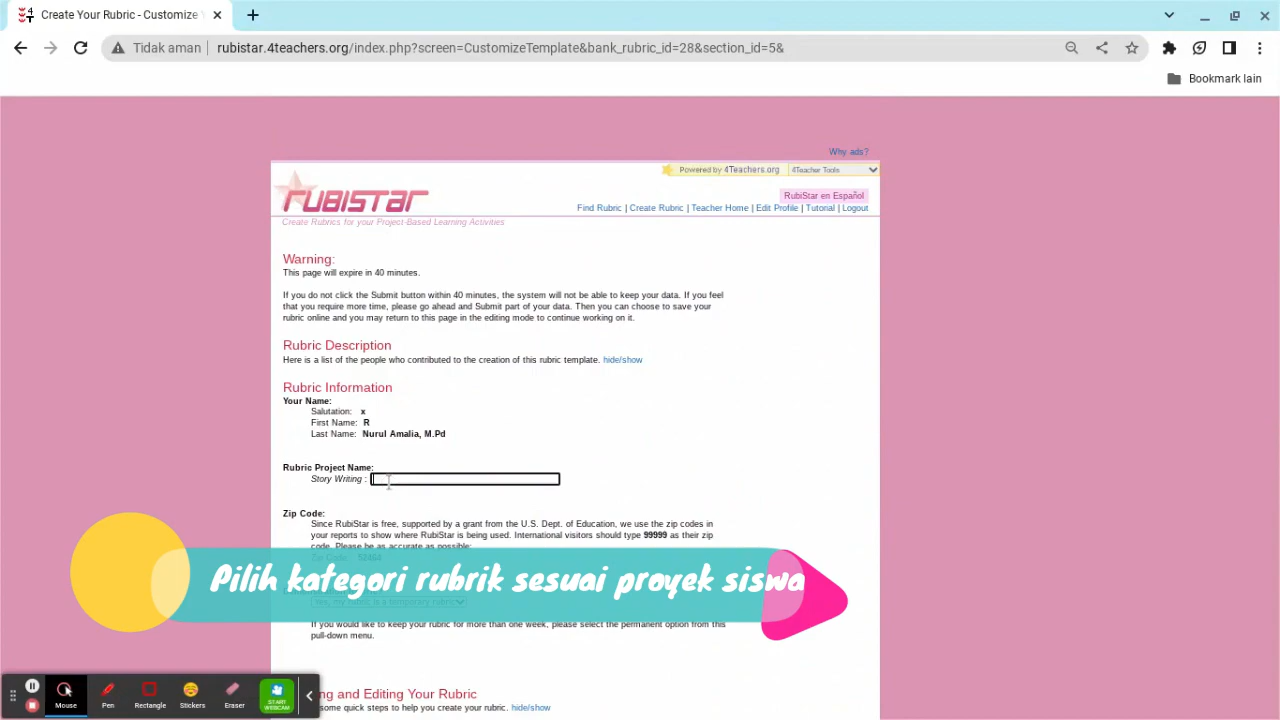 Create Your Rubric - Customize Y
Tidak aman
rubistar.4teachers.org/index.php?screen=CustomizeTemplate&bank_rubric_id=28&section_id=5&
Bookmark lain
Why ads?
Powered by 4Teachers.org
4Teacher Tools
RUBISTAR
RubiStar en Español
Find Rubric | Create Rubric | Teacher Home | Edit Profile | Tutorial | Logout
Create Rubrics for your Project-Based Learning Activities
Warning:
This page will expire in 40 minutes.
If you do not click the Submit button within 40 minutes, the system will not be able to keep your data. If you feel
that you require more time, please go ahead and Submit part of your data. Then you can choose to save your
rubric online and you may return to this page in the editing mode to continue working on it.
Rubric Description
Here is a list of the people who contributed to the creation of this rubric template. hide/show
Rubric Information
Your Name:
Salutation: x
First Name: R
Last Name: Nurul Amalia, M.Pd
Rubric Project Name:
Story Writing :
Zip Code:
Since RubiStar is free, supported by a grant from the U.S. Dept. of Education, we use the zip codes in
your reports to show where RubiStar is being used. International visitors should type 99999 as their zip
code. Please be as accurate as possible:
Zip Code: 52464
Pilih kategori rubrik sesuai proyek siswa
Yes, my rubric is a temporary rubric
If you would like to keep your rubric for more than one week, please select the permanent option from this
pull-down menu.
ng and Editing Your Rubric
some quick steps to help you create your rubric. hide/show
Mouse
Pen
Rectangle
Stickers
Eraser
START
WEBCAM